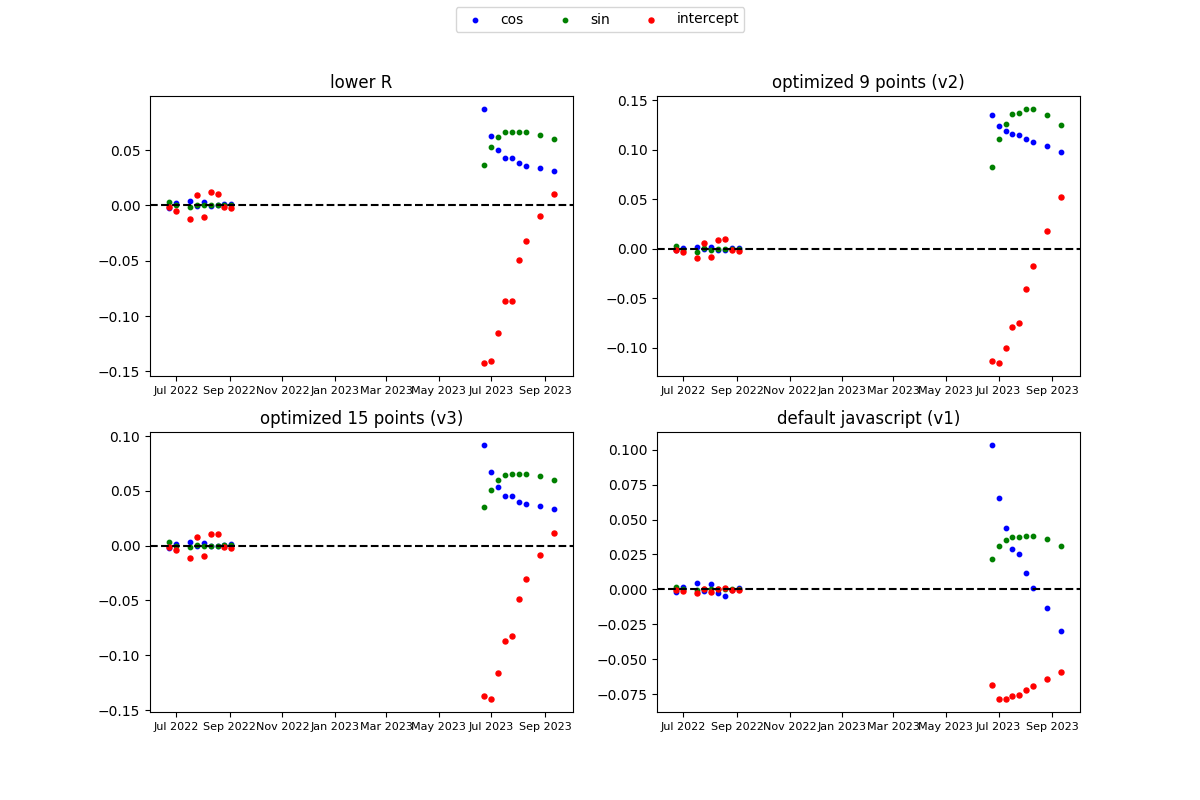 cos sin intercept
lower R
0.05
0.00
−0.05
−0.10
−0.15
Jul 2022 Sep 2022 Nov 2022 Jan 2023 Mar 2023 May 2023 Jul 2023 Sep 2023
optimized 9 points (v2)
0.15
0.10
0.05
0.00
−0.05
−0.10
Jul 2022 Sep 2022 Nov 2022 Jan 2023 Mar 2023 May 2023 Jul 2023 Sep 2023
optimized 15 points (v3)
0.10
0.05
0.00
−0.05
−0.10
−0.15
Jul 2022 Sep 2022 Nov 2022 Jan 2023 Mar 2023 May 2023 Jul 2023 Sep 2023
default javascript (v1)
0.100
0.075
0.050
0.025
0.000
−0.025
−0.050
−0.075
Jul 2022 Sep 2022 Nov 2022 Jan 2023 Mar 2023 May 2023 Jul 2023 Sep 2023